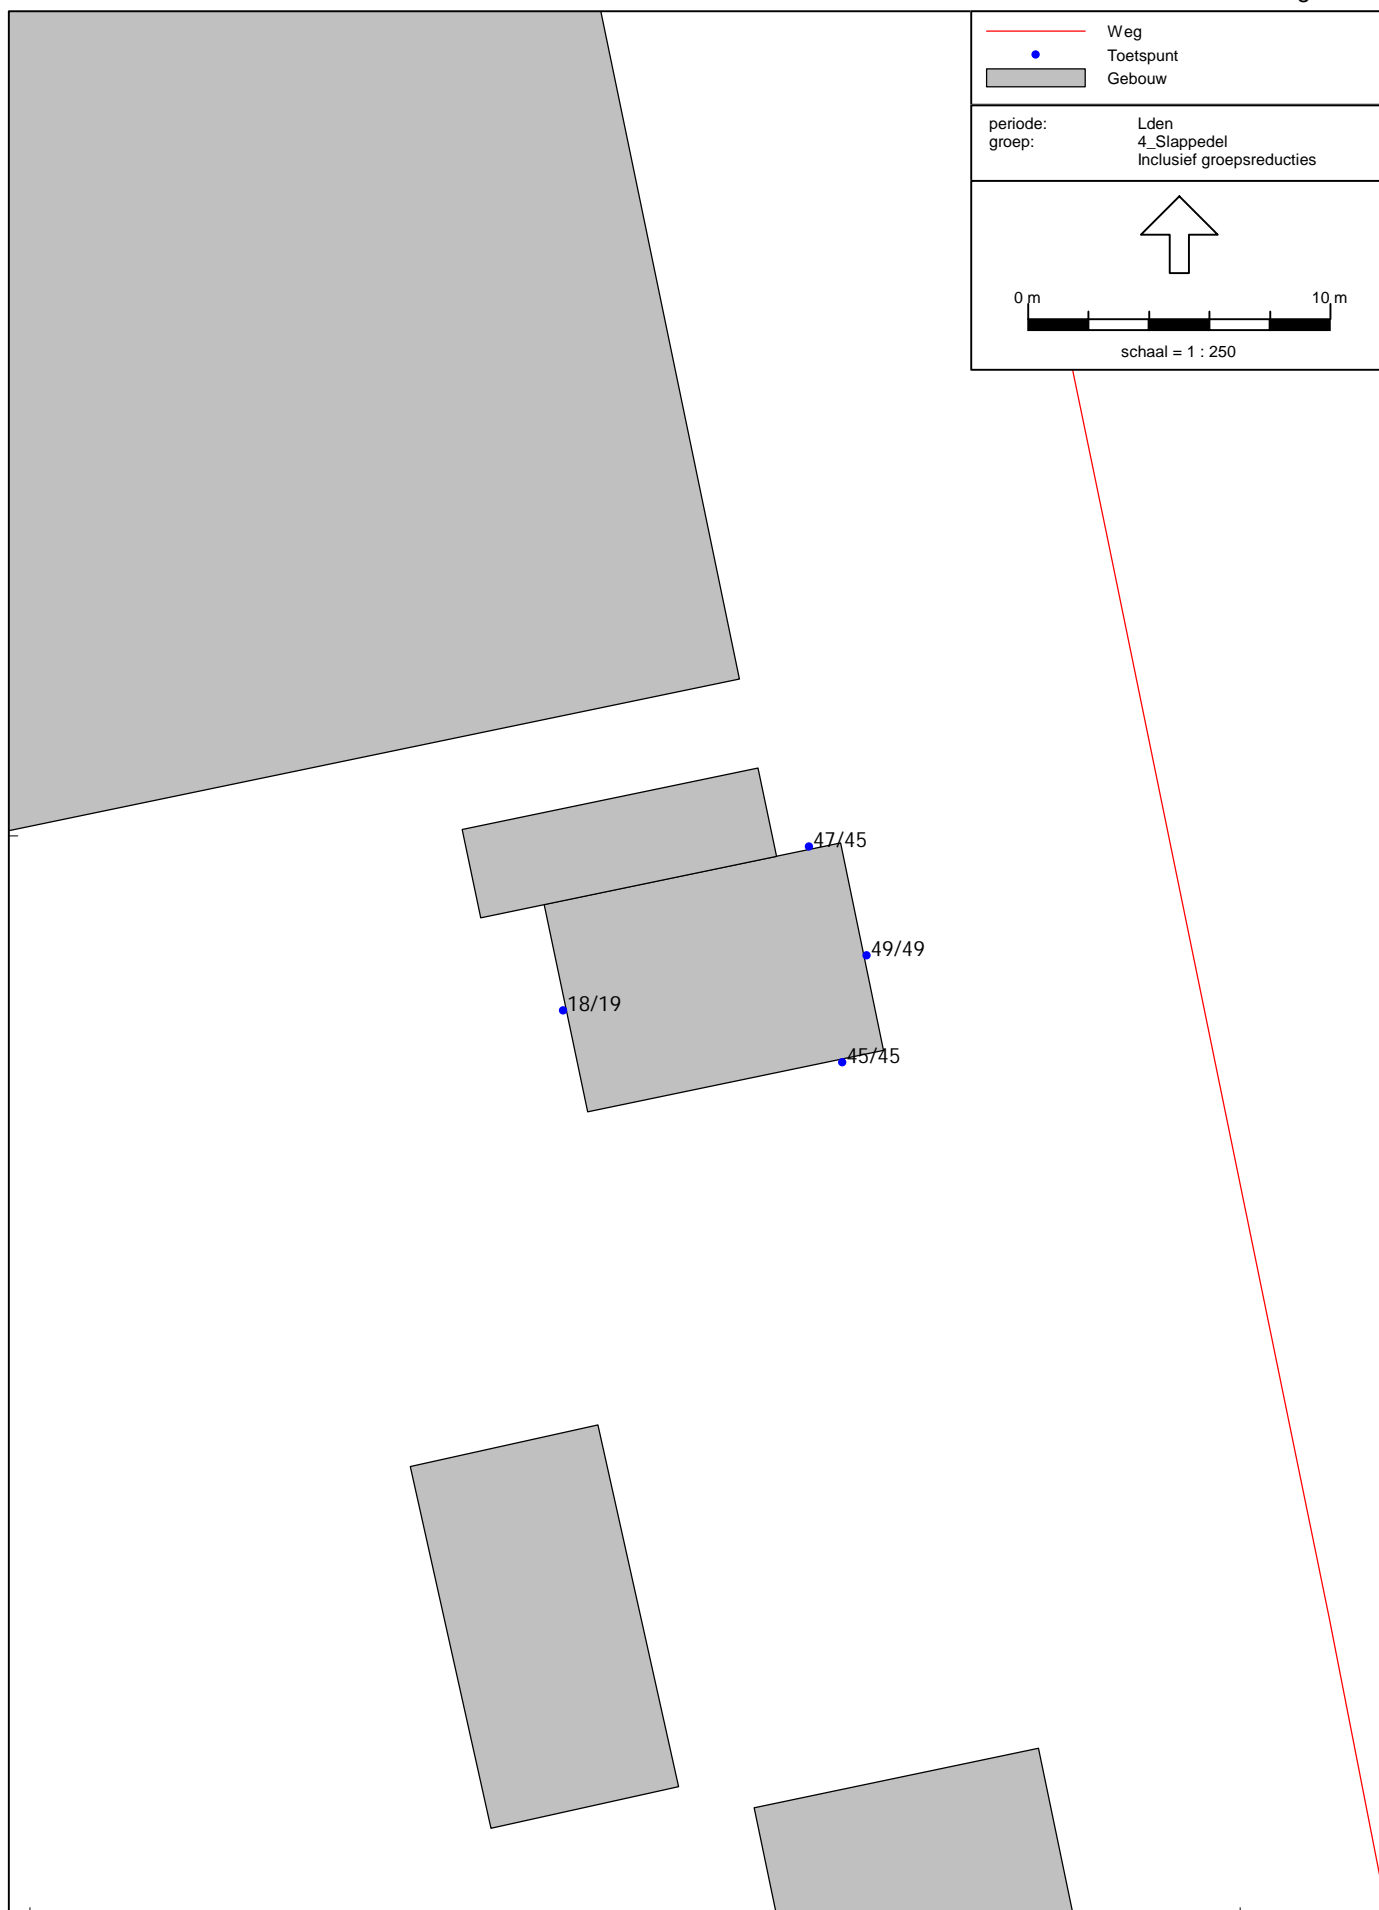 Weg
Toetspunt
Gebouw
periode: Lden
groep: 4_Slappedel
Inclusief groepsreducties
0 m 10 m
schaal = 1 : 250
47/45
49/49
18/19
45/45